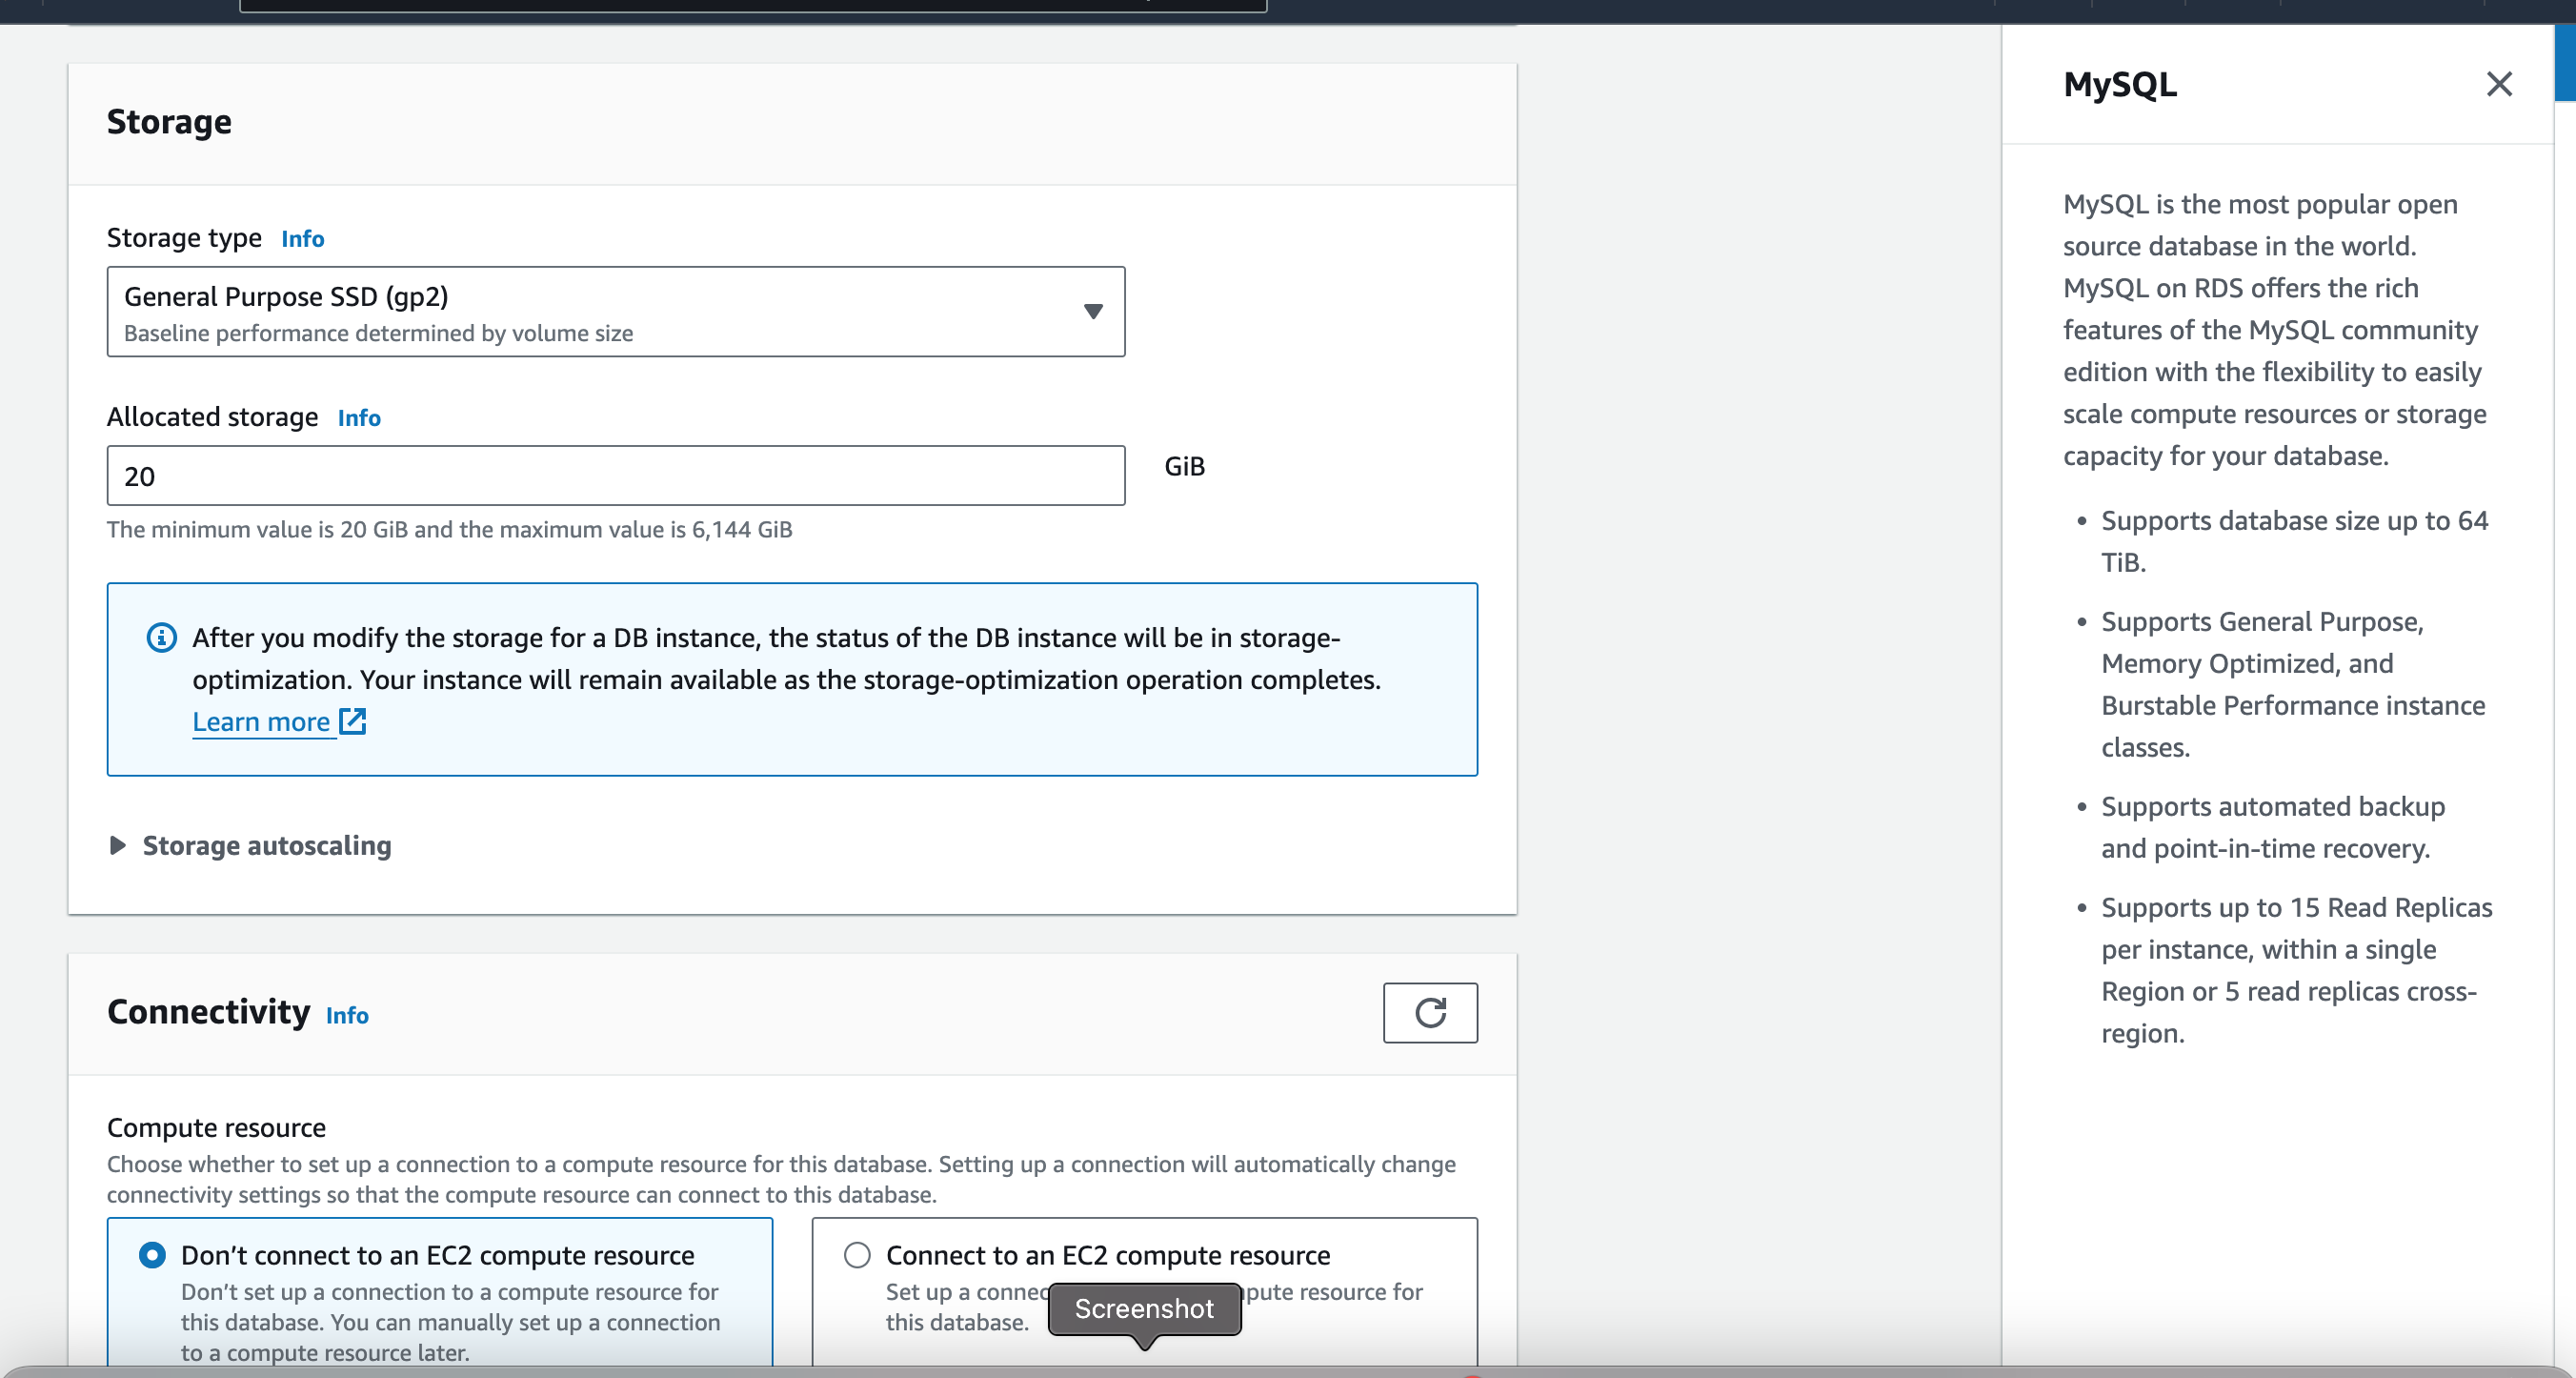 Storage
Storage type Info
General Purpose SSD (gp2)
Baseline performance determined by volume size
Allocated storage Info
20
GiB
The minimum value is 20 GiB and the maximum value is 6,144 GiB
After you modify the storage for a DB instance, the status of the DB instance will be in storage-
optimization. Your instance will remain available as the storage-optimization operation completes.
Learn more
Storage autoscaling
Connectivity Info
Compute resource
Choose whether to set up a connection to a compute resource for this database. Setting up a connection will automatically change
connectivity settings so that the compute resource can connect to this database.
Don't connect to an EC2 compute resource
Don't set up a connection to a compute resource for
this database. You can manually set up a connection
to a compute resource later.
Connect to an EC2 compute resource
Set up a connec pute resource for
this database.
Screenshot
MySQL
MySQL is the most popular open
source database in the world.
MySQL on RDS offers the rich
features of the MySQL community
edition with the flexibility to easily
scale compute resources or storage
capacity for your database.
• Supports database size up to 64
TiB.
• Supports General Purpose,
Memory Optimized, and
Burstable Performance instance
classes.
• Supports automated backup
and point-in-time recovery.
• Supports up to 15 Read Replicas
per instance, within a single
Region or 5 read replicas cross-
region.